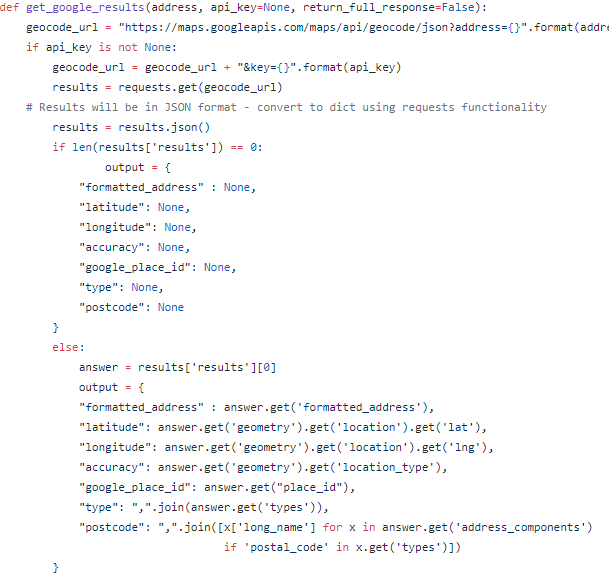 def get_google_results(address, api_key=None, return_full_response=False):
    geocode_url = "https://maps.googleapis.com/maps/api/geocode/json?address={}".format(addre
    if api_key is not None:
        geocode_url = geocode_url + "&key={}".format(api_key)
        results = requests.get(geocode_url)
    # Results will be in JSON format - convert to dict using requests functionality
        results = results.json()
        if len(results['results']) == 0:
                output = {
            "formatted_address" : None,
            "latitude": None,
            "longitude": None,
            "accuracy": None,
            "google_place_id": None,
            "type": None,
            "postcode": None
        }
        else:
            answer = results['results'][0]
            output = {
            "formatted_address" : answer.get('formatted_address'),
            "latitude": answer.get('geometry').get('location').get('lat'),
            "longitude": answer.get('geometry').get('location').get('lng'),
            "accuracy": answer.get('geometry').get('location_type'),
            "google_place_id": answer.get("place_id"),
            "type": ",".join(answer.get('types')),
            "postcode": ",".join([x['long_name'] for x in answer.get('address_components')
                                  if 'postal_code' in x.get('types')])
        }